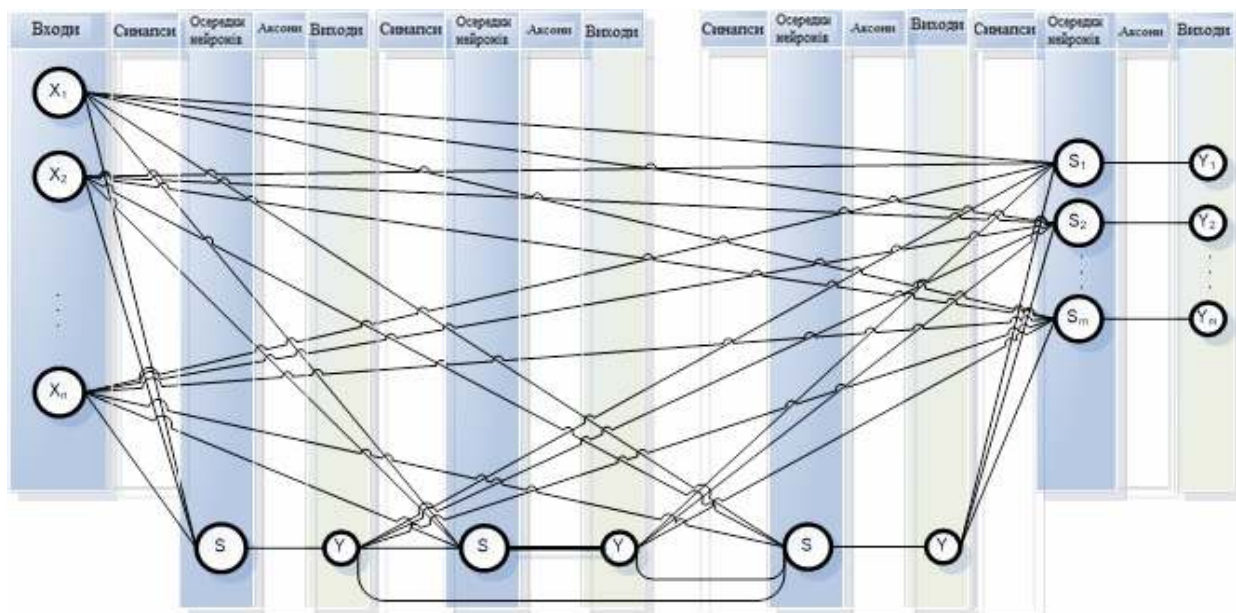 Входи
Синапси
Осередки
нейронів
Аксони
Виходи
Синапси
Осередки
нейронів
Аксони
Виходи
Синапси
Осередки
нейронів
Аксони
Виходи
Синапси
Осередки
нейронів
Аксони
Виходи
X1
X2
Xn
S1
Y1
S2
Y2
Sm
YN
S
Y
S
Y
S
Y